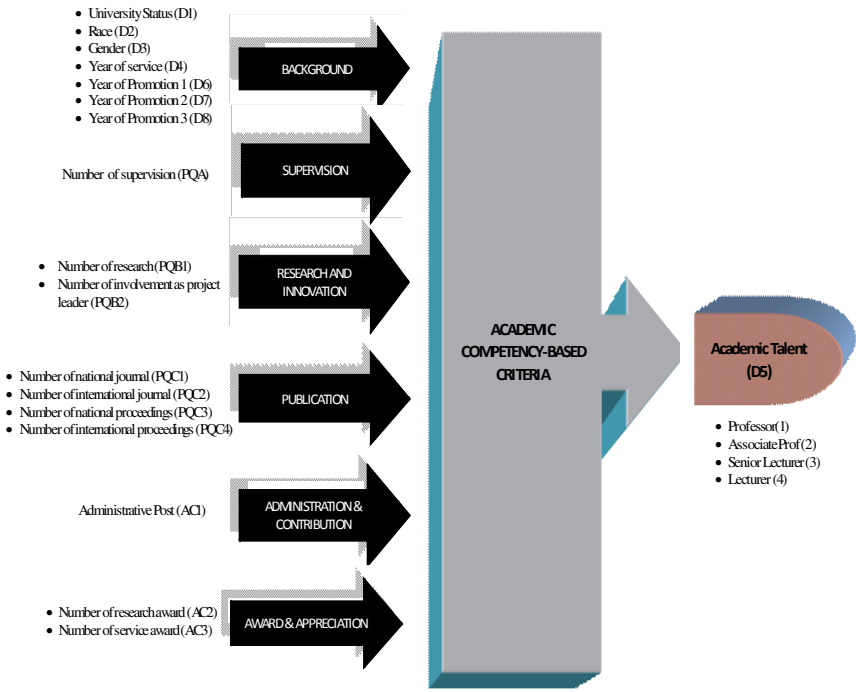 • University Status (D1)
• Race (D2)
• Gender (D3)
• Year of service (D4)
• Year of Promotion 1 (D6)
• Year of Promotion 2 (D7)
• Year of Promotion 3 (D8)
BACKGROUND
Number of supervision (PQA)
SUPERVISION
• Number of research (PQB1)
• Number of involvement as project
leader (PQB2)
RESEARCH AND
INNOVATION
• Number of national journal (PQC1)
• Number of international journal (PQC2)
• Number of national proceedings (PQC3)
• Number of international proceedings (PQC4)
PUBLICATION
Administrative Post (AC1)
ADMINISTRATION &
CONTRIBUTION
• Number of research award (AC2)
• Number of service award (AC3)
AWARD & APPRECIATION
ACADEMIC
COMPETENCY-BASED
CRITERIA
Academic Talent
(D5)
• Professor (1)
• Associate Prof (2)
• Senior Lecturer (3)
• Lecturer (4)